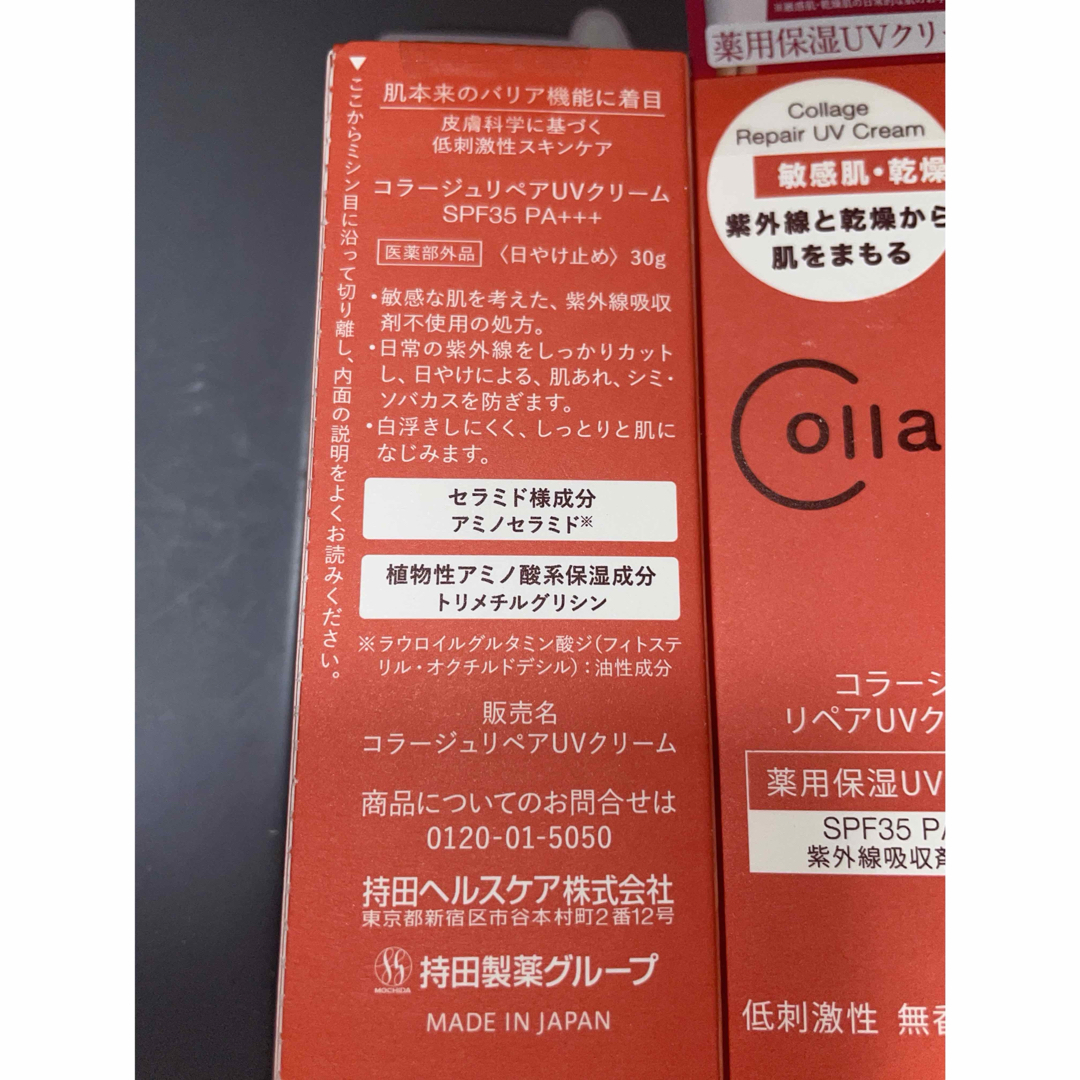 ▼ここからミシン目に沿って切り離し、内面の説明をよくお読みください。
肌本来のバリア機能に着目
皮膚科学に基づく
低刺激性スキンケア
コラージュリペアUVクリーム
SPF35 PA+++
医薬部外品 〈日やけ止め〉30g
・敏感な肌を考えた、紫外線吸収
剤不使用の処方。
・日常の紫外線をしっかりカット
し、日やけによる、肌あれ、シミ・
ソバカスを防ぎます。
・白浮きしにくく、しっとりと肌に
なじみます。
セラミド様成分
アミノセラミド※
植物性アミノ酸系保湿成分
トリメチルグリシン
※ラウロイルグルタミン酸ジ(フィトステ
リル・オクチルドデシル):油性成分
販売名
コラージュリペアUVクリーム
商品についてのお問合せは
0120-01-5050
持田ヘルスケア株式会社
東京都新宿区市谷本村町2番12号
MOCHIDA
持田製薬グループ
MADE IN JAPAN
薬用保湿UVクリ
Collage
Repair UV Cream
敏感肌・乾燥
紫外線と乾燥から
肌をまもる
Colla
コラージ
リペアUVク
薬用保湿UV
SPF35 PA
紫外線吸収剤
低刺激性 無香